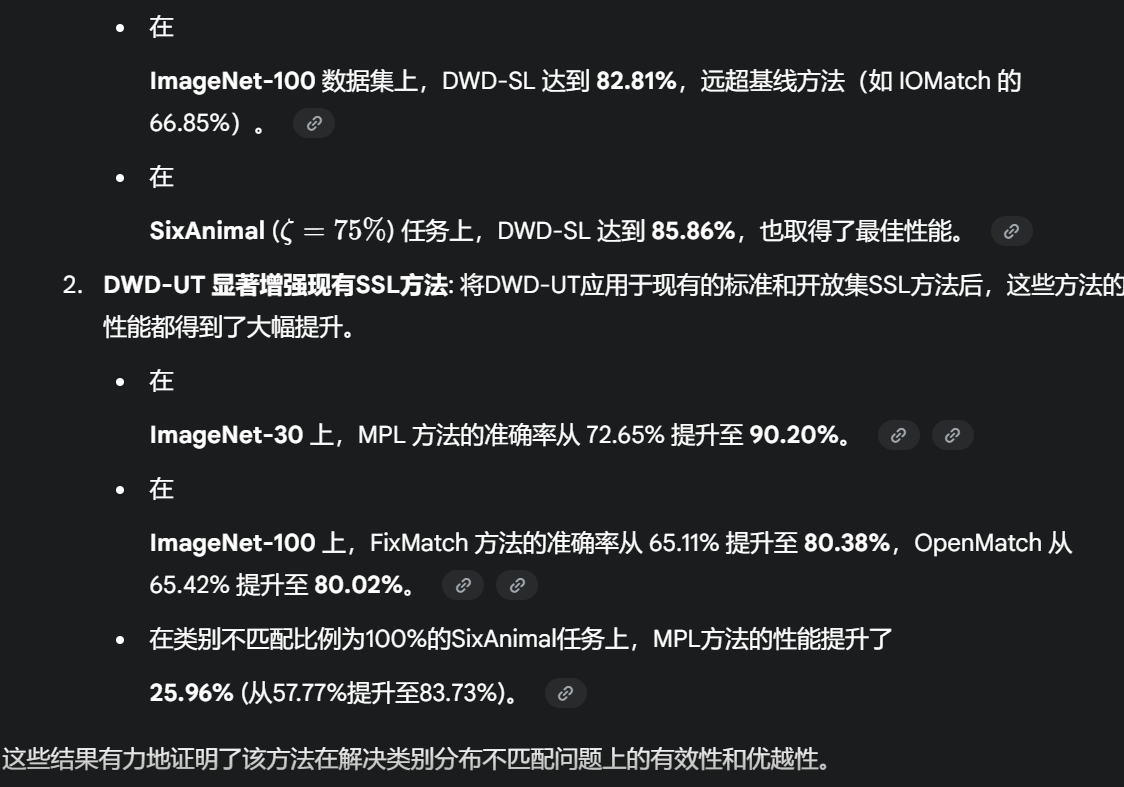 • 在
ImageNet-100 数据集上，DWD-SL 达到 82.81%，远超基线方法（如 IOMatch 的
66.85%）。
• 在
SixAnimal (ζ = 75%) 任务上，DWD-SL 达到 85.86%，也取得了最佳性能。
2. DWD-UT 显著增强现有SSL方法: 将DWD-UT应用于现有的标准和开放集SSL方法后，这些方法的
性能都得到了大幅提升。
• 在
ImageNet-30 上，MPL 方法的准确率从 72.65% 提升至 90.20%。
• 在
ImageNet-100 上，FixMatch 方法的准确率从 65.11% 提升至 80.38%，OpenMatch 从
65.42% 提升至 80.02%。
• 在类别不匹配比例为100%的SixAnimal任务上，MPL方法的性能提升了
25.96% (从57.77%提升至83.73%)。
这些结果有力地证明了该方法在解决类别分布不匹配问题上的有效性和优越性。